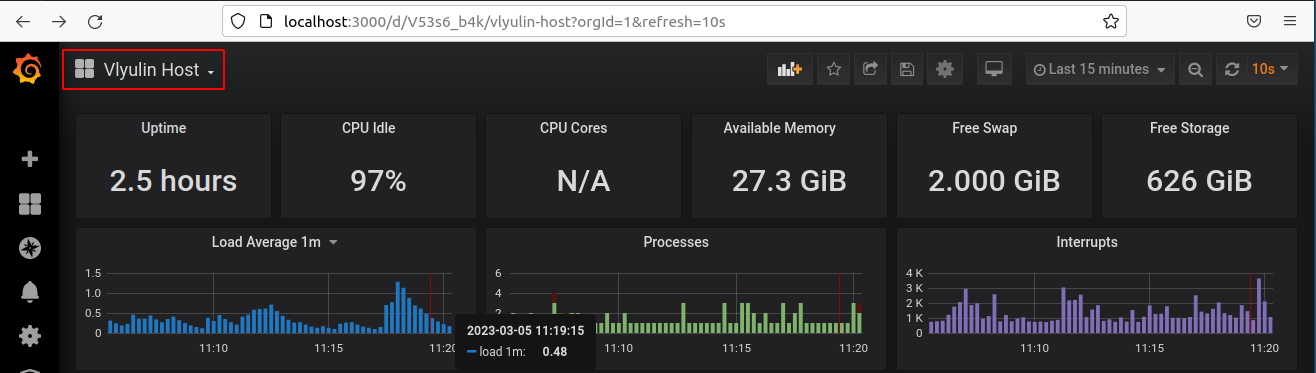 localhost:3000/d/V53s6_b4k/vlyulin-host?orgId=1&refresh=10s
Vlyulin Host
Last 15 minutes
10s
Uptime
CPU Idle
CPU Cores
Available Memory
Free Swap
Free Storage
2.5 hours
97%
N/A
27.3 GiB
2.000 GiB
626 GiB
Load Average 1m
Processes
Interrupts
1.5
1.0
0.5
0
11:10
11:15
11:20
6
4
2
11:10
11:15
11:20
4 K
3 K
2 K
1 K
0
11:10
11:15
11:20
2023-03-05 11:19:15
load 1m: 0.48